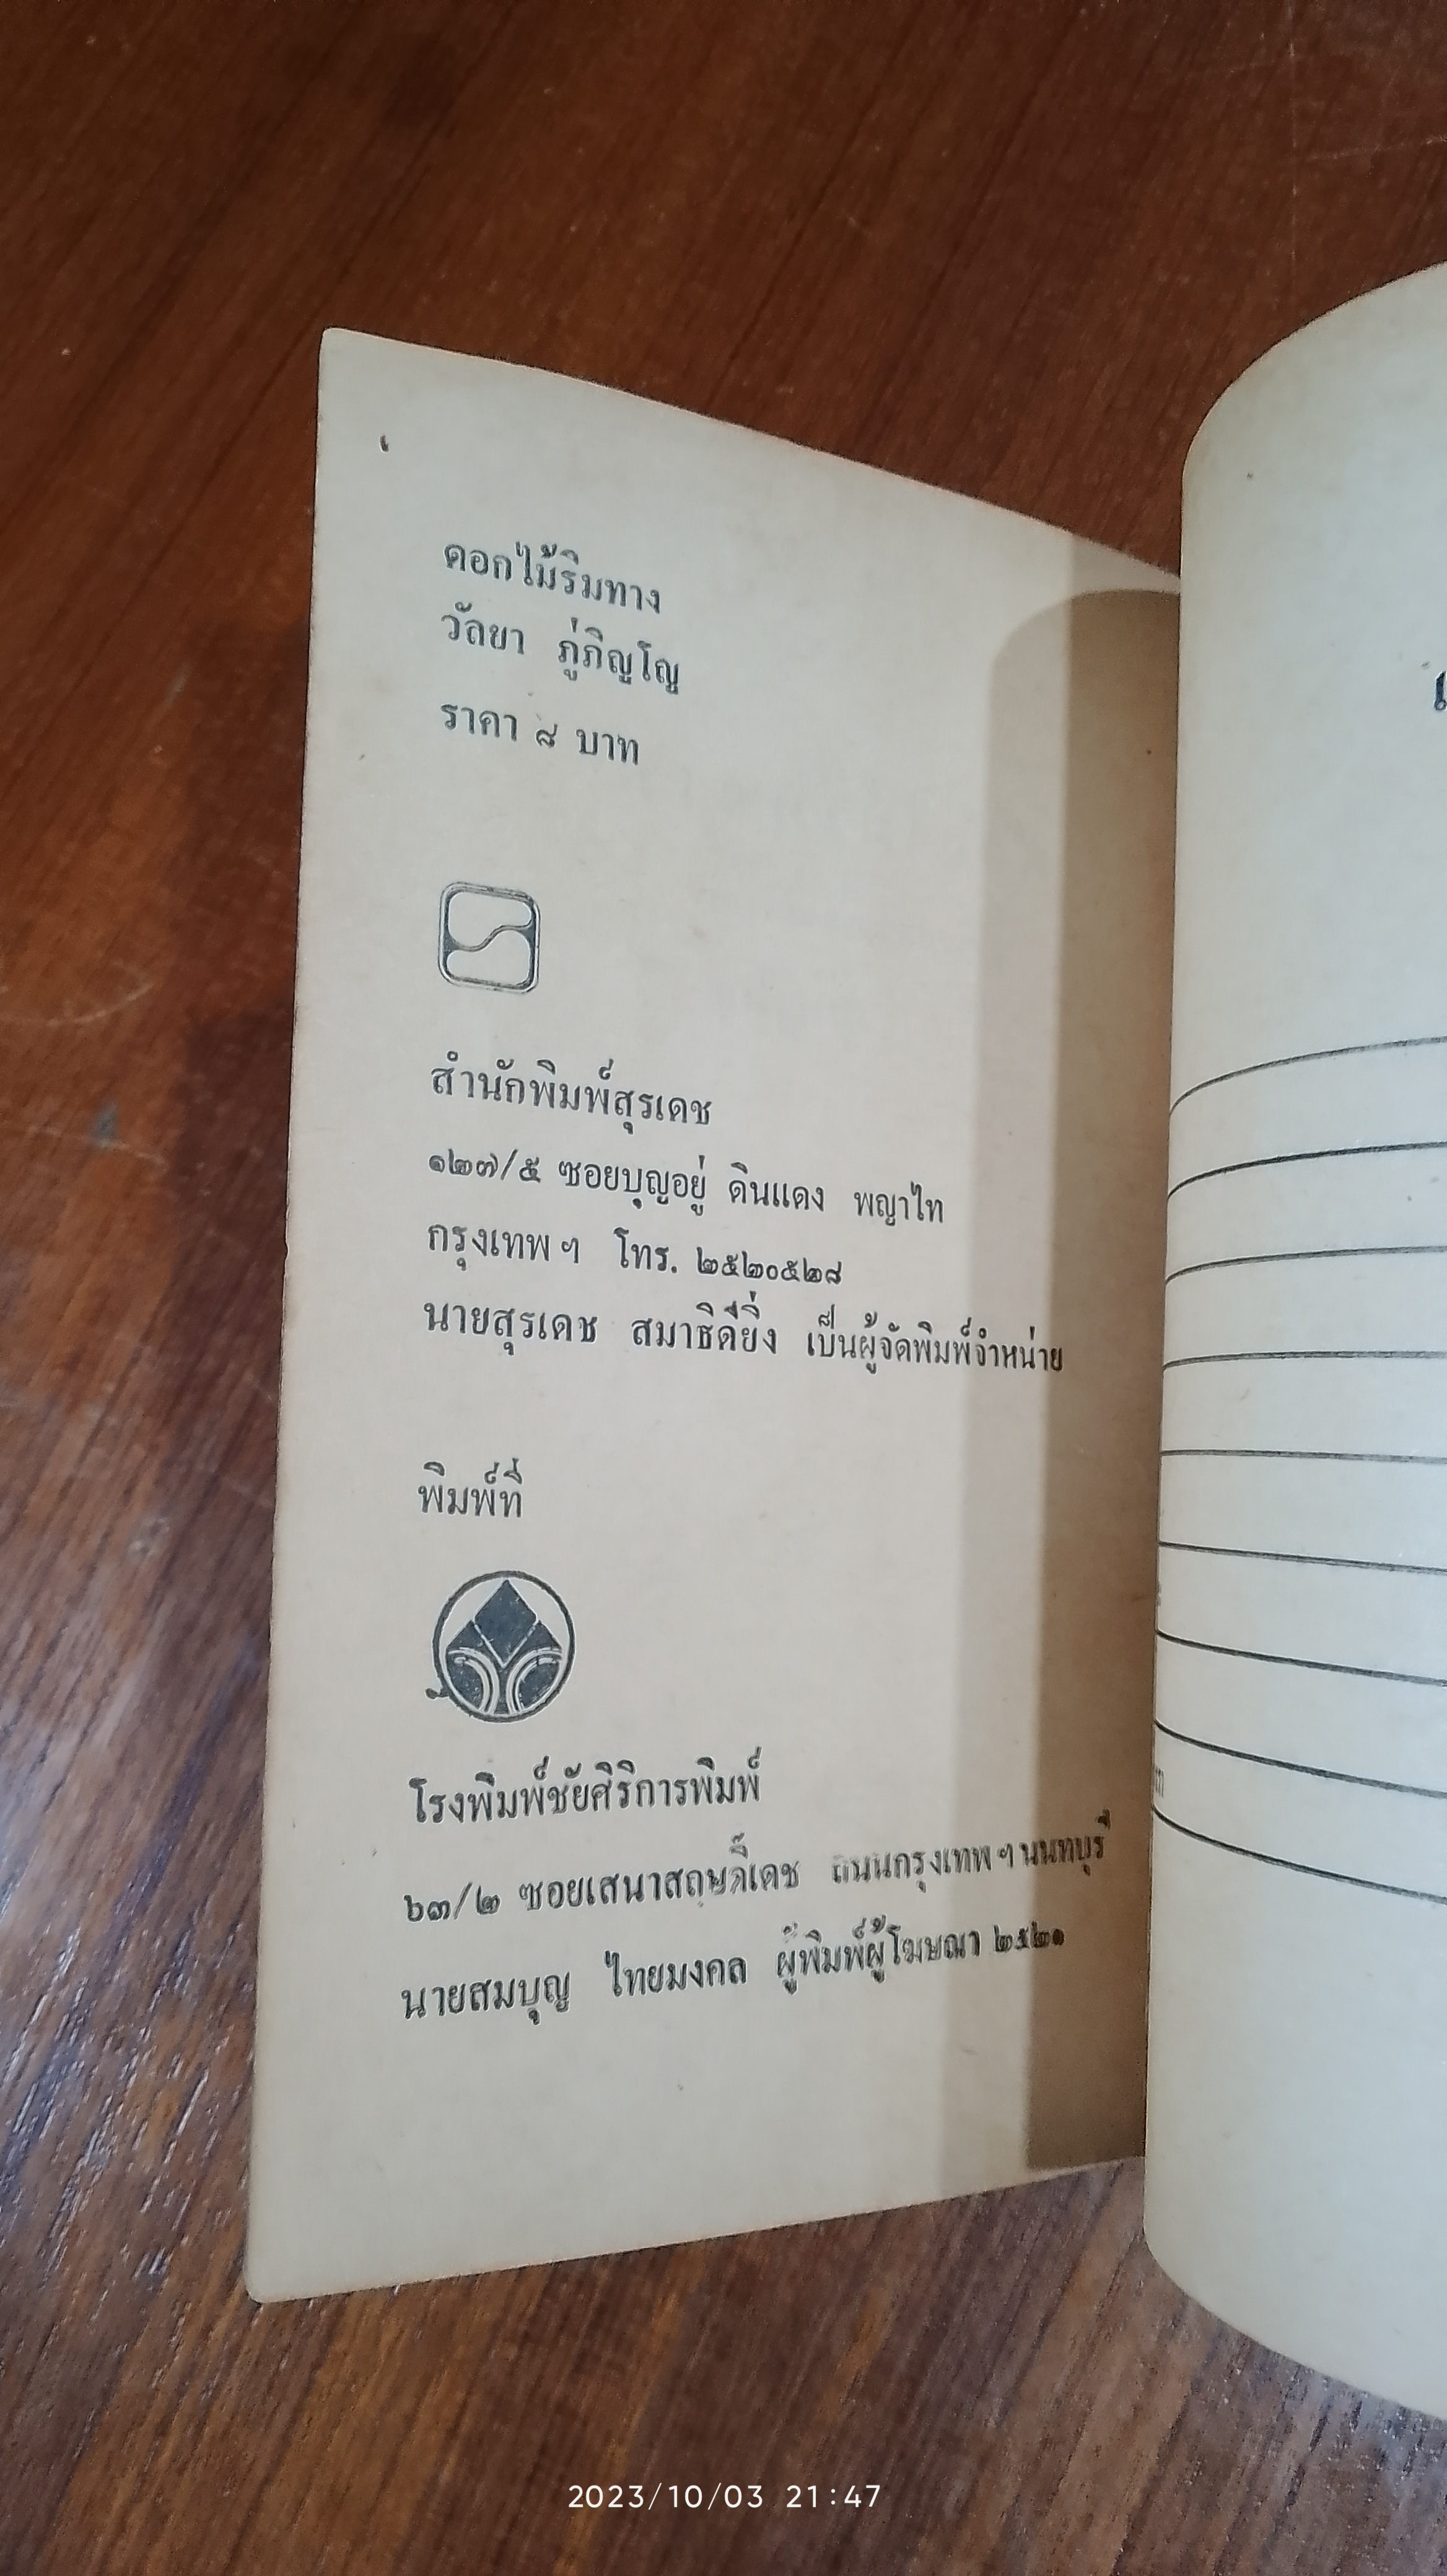 ดอกไม้ริมทาง
วัลยา ภู่ภิญโญ
ราคา ๘ บาท
สำนักพิมพ์สุรเดช
๑๒๗/๕ ซอยบุญอยู่ ดินแดง พญาไท
กรุงเทพฯ โทร. ๒๕๒๐๕๒๘
นายสุรเดช สมาธิดียิ่ง เป็นผู้จัดพิมพ์จำหน่าย
พิมพ์ที่
โรงพิมพ์ชัยศิริการพิมพ์
๖๓/๒ ซอยเสนาสฤษดิ์เดช ถนนกรุงเทพฯนนทบุรี
นายสมบุญ ไทยมงคล ผู้พิมพ์ผู้โฆษณา ๒๕๒๑
2023/10/03 21:47